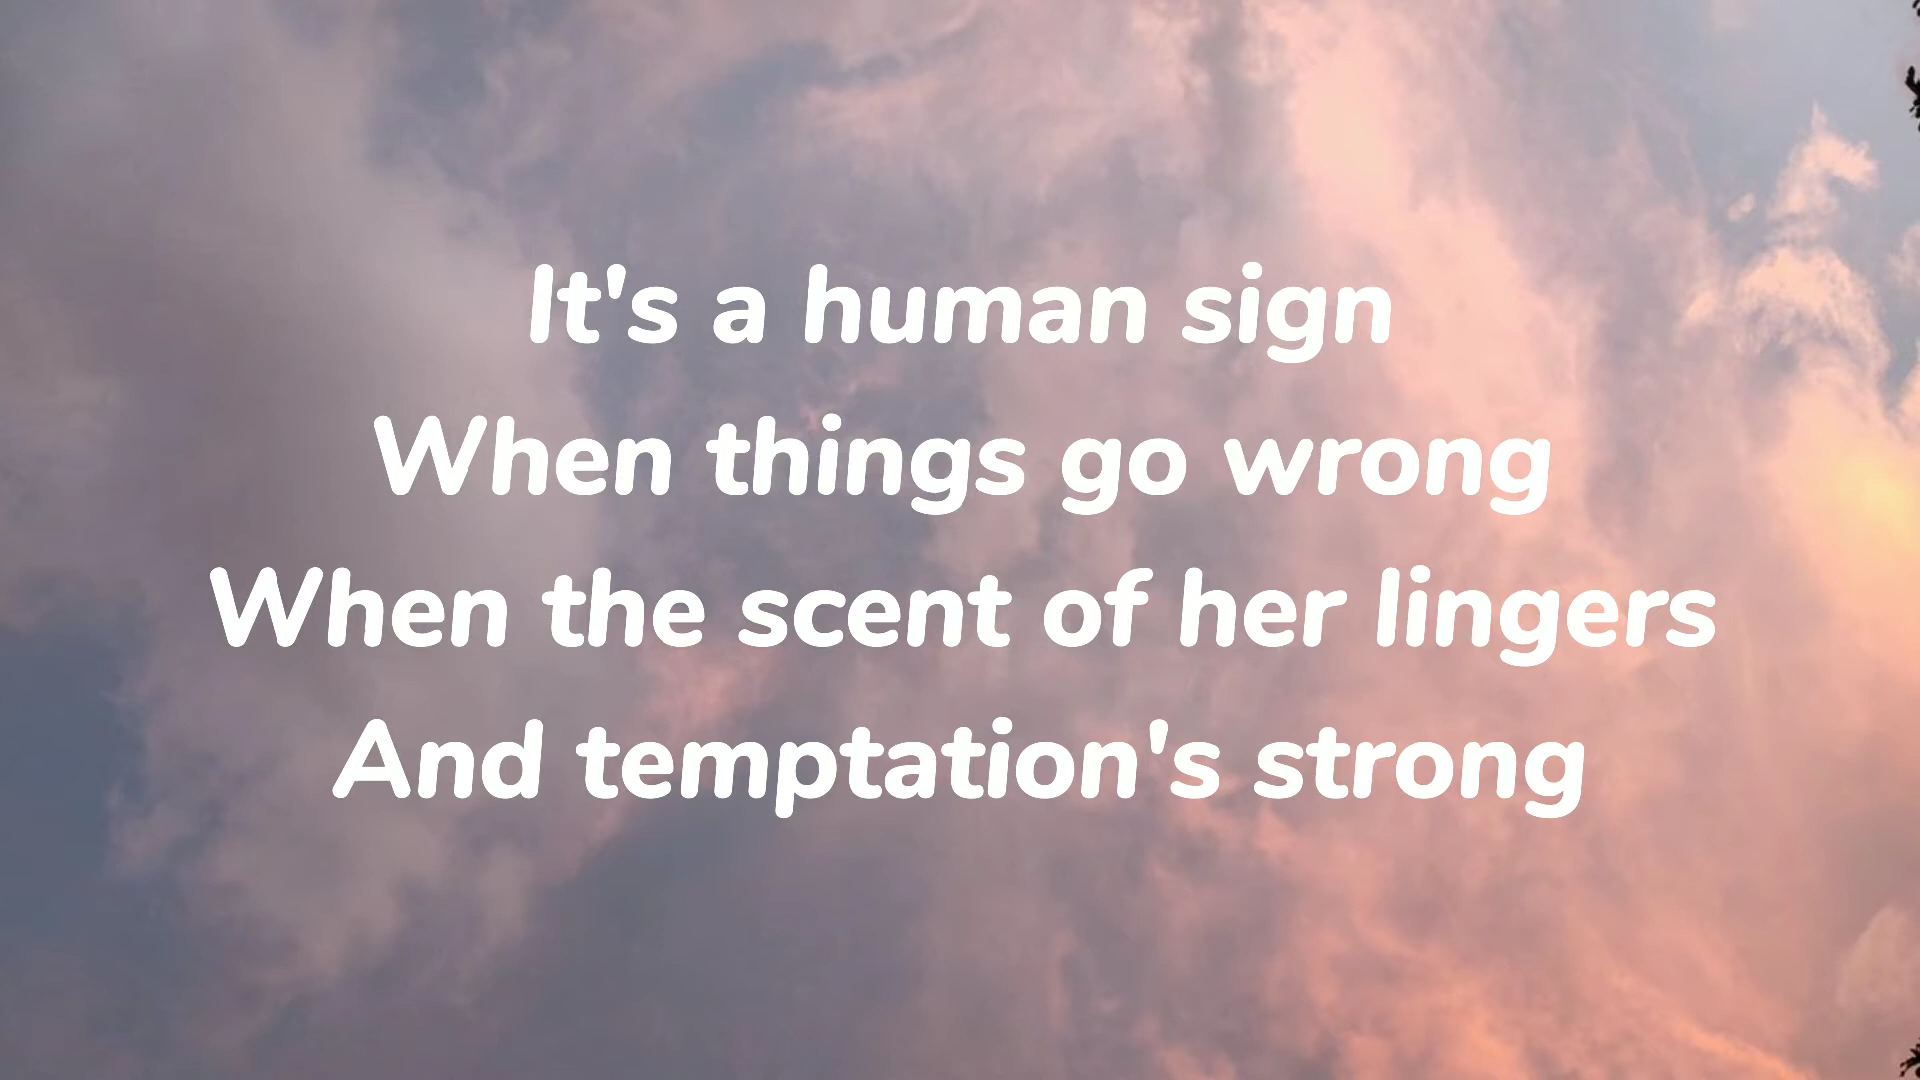 It's a human sign
When things go wrong
When the scent of her lingers
And temptation's strong